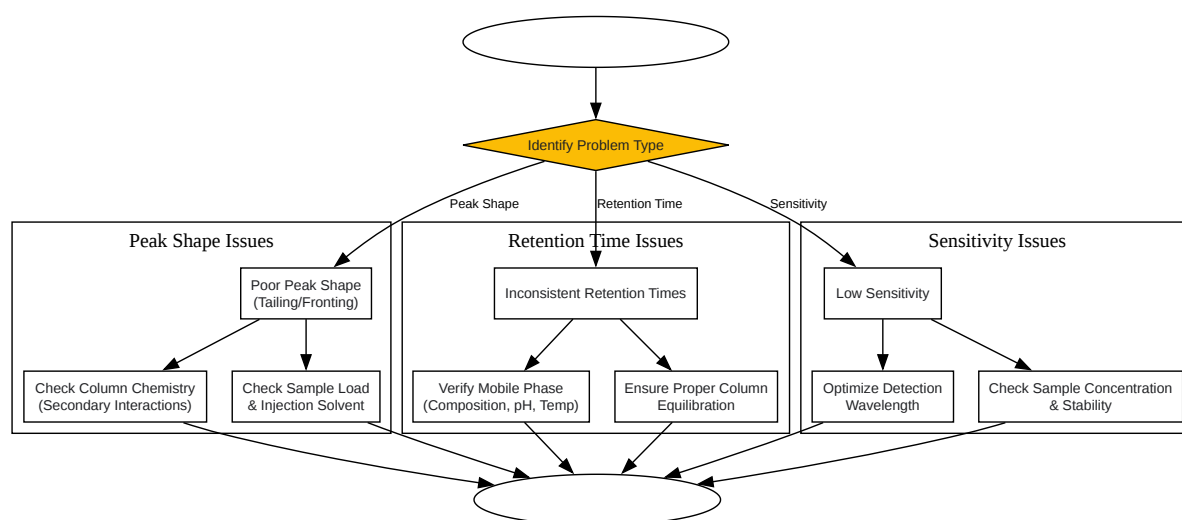 Identify Problem Type
Peak Shape
Retention Time
Sensitivity
Peak Shape Issues
Retention Time Issues
Sensitivity Issues
Poor Peak Shape
(Tailing/Fronting)
Inconsistent Retention Times
Low Sensitivity
Check Column Chemistry
(Secondary Interactions)
Check Sample Load
& Injection Solvent
Verify Mobile Phase
(Composition, pH, Temp)
Ensure Proper Column
Equilibration
Optimize Detection
Wavelength
Check Sample Concentration
& Stability